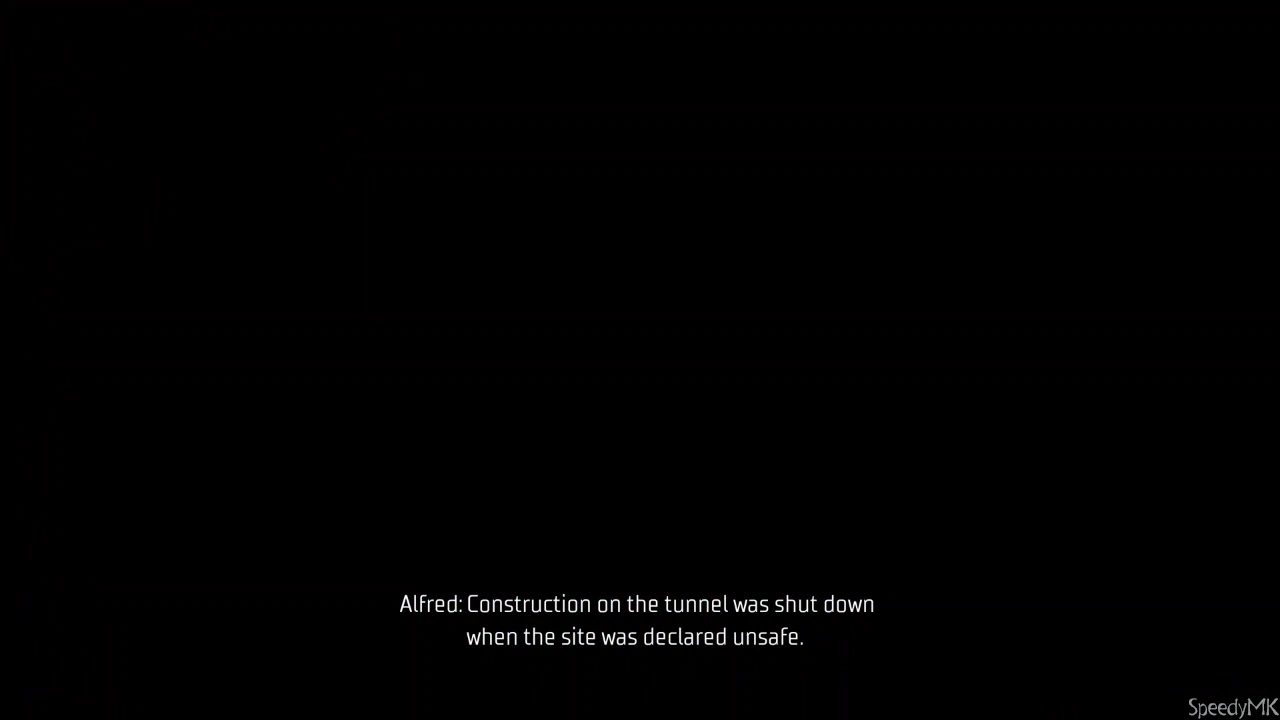 Alfred: Construction on the tunnel was shut down
when the site was declared unsafe.
SpeedyMK